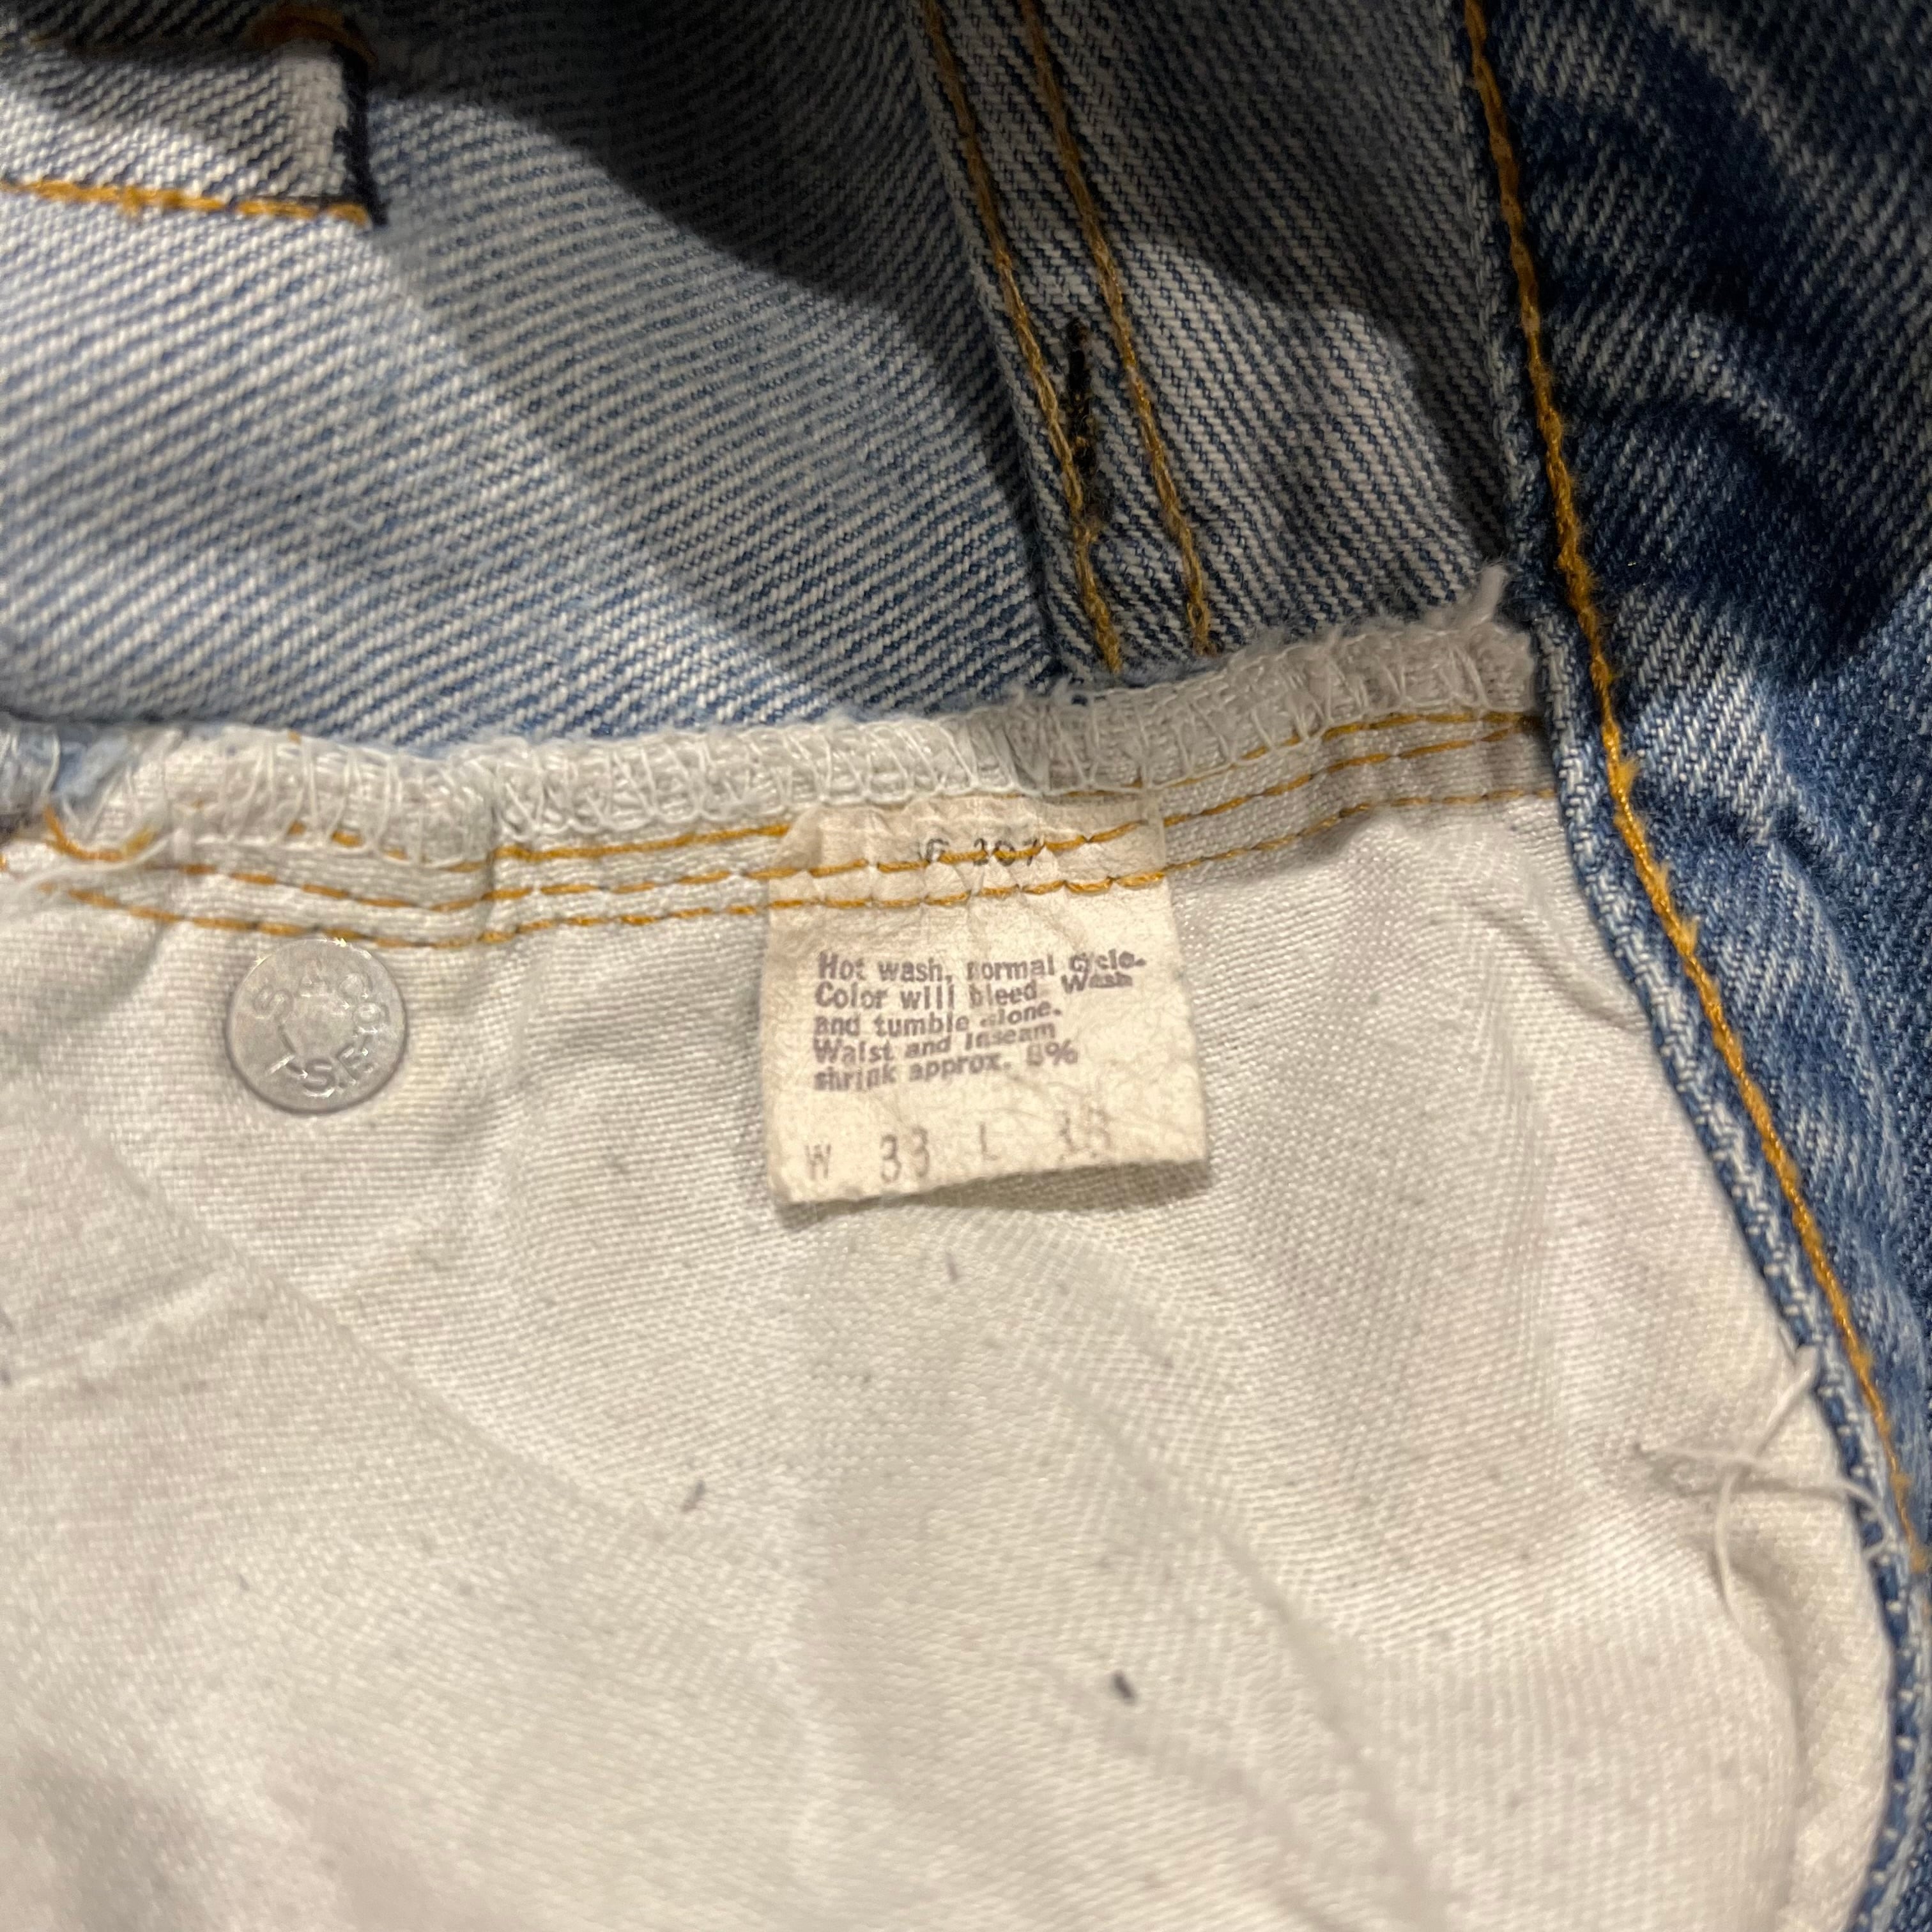 Hot wash, normal cycle.
Color will bleed. Wash
and tumble alone.
Waist and Inseam
shrink approx. 8%
W 33 L